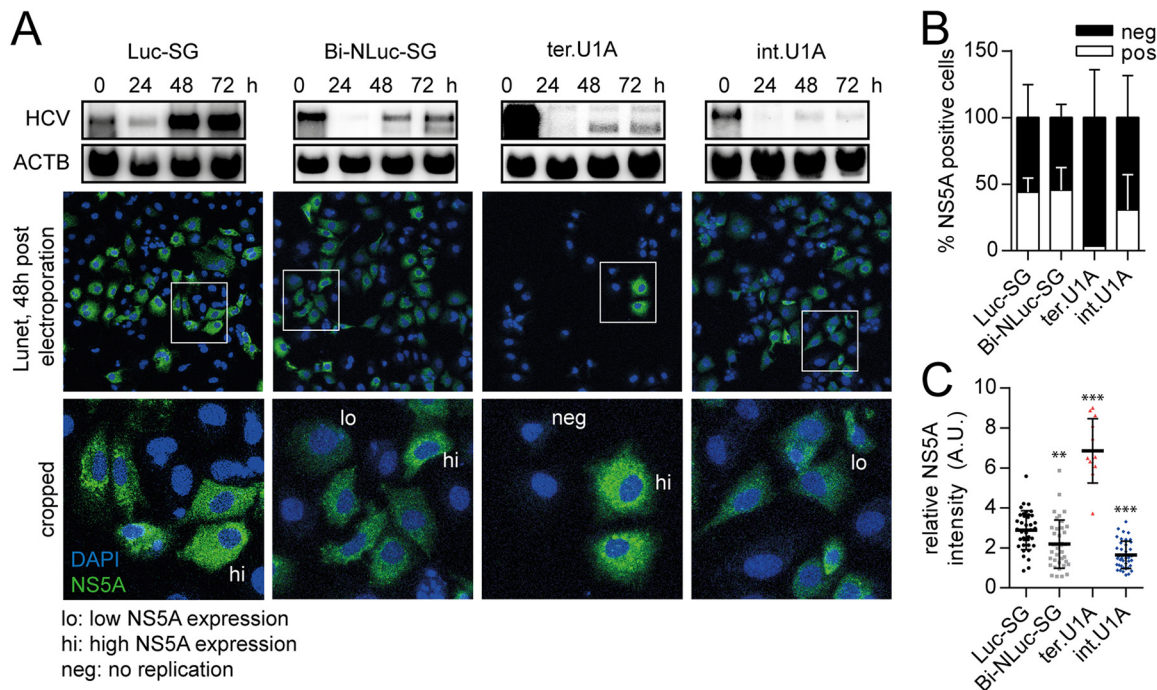 A
Luc-SG
Bi-NLuc-SG
ter.U1A
int.U1A
0 24 48 72 h
0 24 48 72 h
0 24 48 72 h
0 24 48 72 h
HCV
ACTB
Lunet, 48h post
electroporation
cropped
lo
hi
neg
hi
lo
hi
DAPI
NS5A
lo: low NS5A expression
hi: high NS5A expression
neg: no replication
B
neg
pos
% NS5A positive cells
150
100
50
0
Luc-SG
Bi-NLuc-SG
ter.U1A
int.U1A
C
relative NS5A
intensity (A.U.)
10
8
6
4
2
0
**
***
***
Luc-SG
Bi-NLuc-SG
ter.U1A
int.U1A